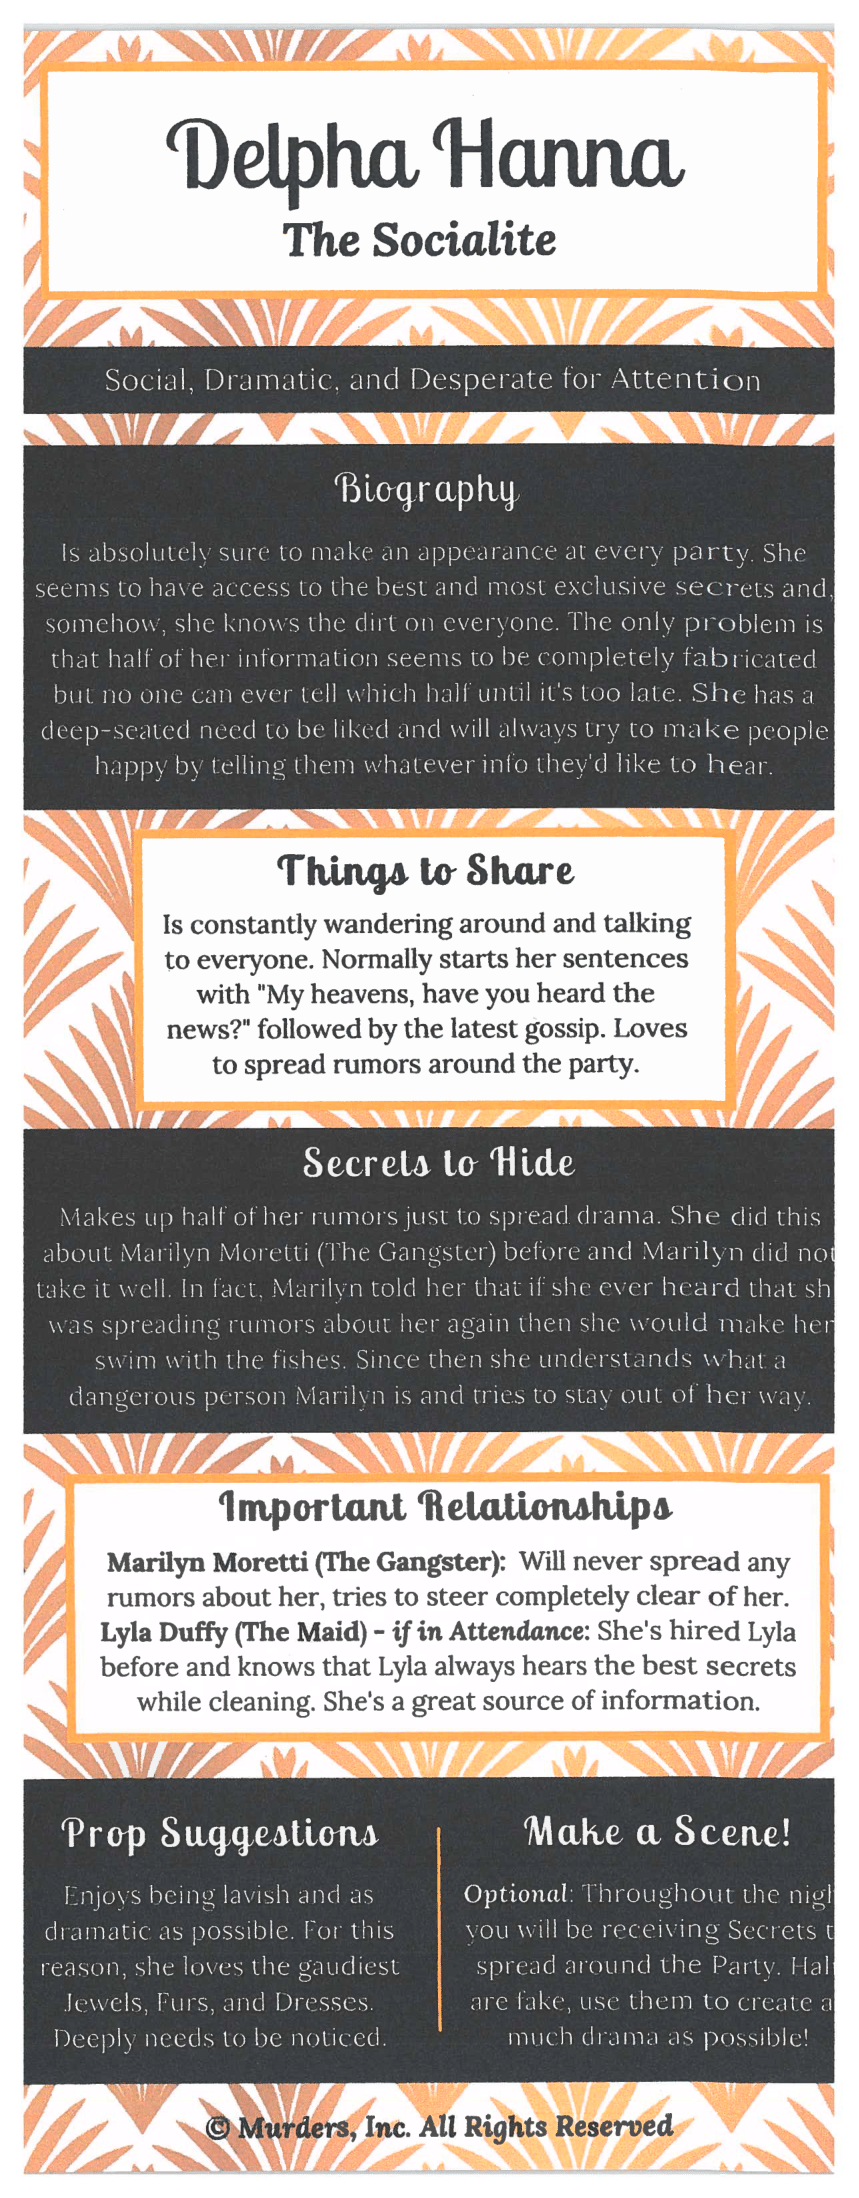 Delpha Hanna
The Socialite
Social, Dramatic, and Desperate for Attention
Biography
Is absolutely sure to make an appearance at every party. She
seems to have access to the best and most exclusive secrets and,
somehow, she knows the dirt on everyone. The only problem is
that half of her information seems to be completely fabricated
but no one can ever tell which half until it's too late. She has a
deep-seated need to be liked and will always try to make people
happy by telling them whatever info they'd like to hear.
Things to Share
Is constantly wandering around and talking
to everyone. Normally starts her sentences
with "My heavens, have you heard the
news?" followed by the latest gossip. Loves
to spread rumors around the party.
Secrets to Hide
Makes up half of her rumors just to spread drama. She did this
about Marilyn Moretti (The Gangster) before and Marilyn did not
take it well. In fact, Marilyn told her that if she ever heard that sh
was spreading rumors about her again then she would make her
swim with the fishes. Since then she understands what a
dangerous person Marilyn is and tries to stay out of her way.
Important Relationships
Marilyn Moretti (The Gangster): Will never spread any
rumors about her, tries to steer completely clear of her.
Lyla Duffy (The Maid) - if in Attendance: She's hired Lyla
before and knows that Lyla always hears the best secrets
while cleaning. She's a great source of information.
Prop Suggestions
Enjoys being lavish and as
dramatic as possible. For this
reason, she loves the gaudiest
Jewels, Furs, and Dresses.
Deeply needs to be noticed.
Make a Scene!
Optional: Throughout the nigh
you will be receiving Secrets t
spread around the Party. Hal
are fake, use them to create a
much drama as possible!
© Murders, Inc. All Rights Reserved